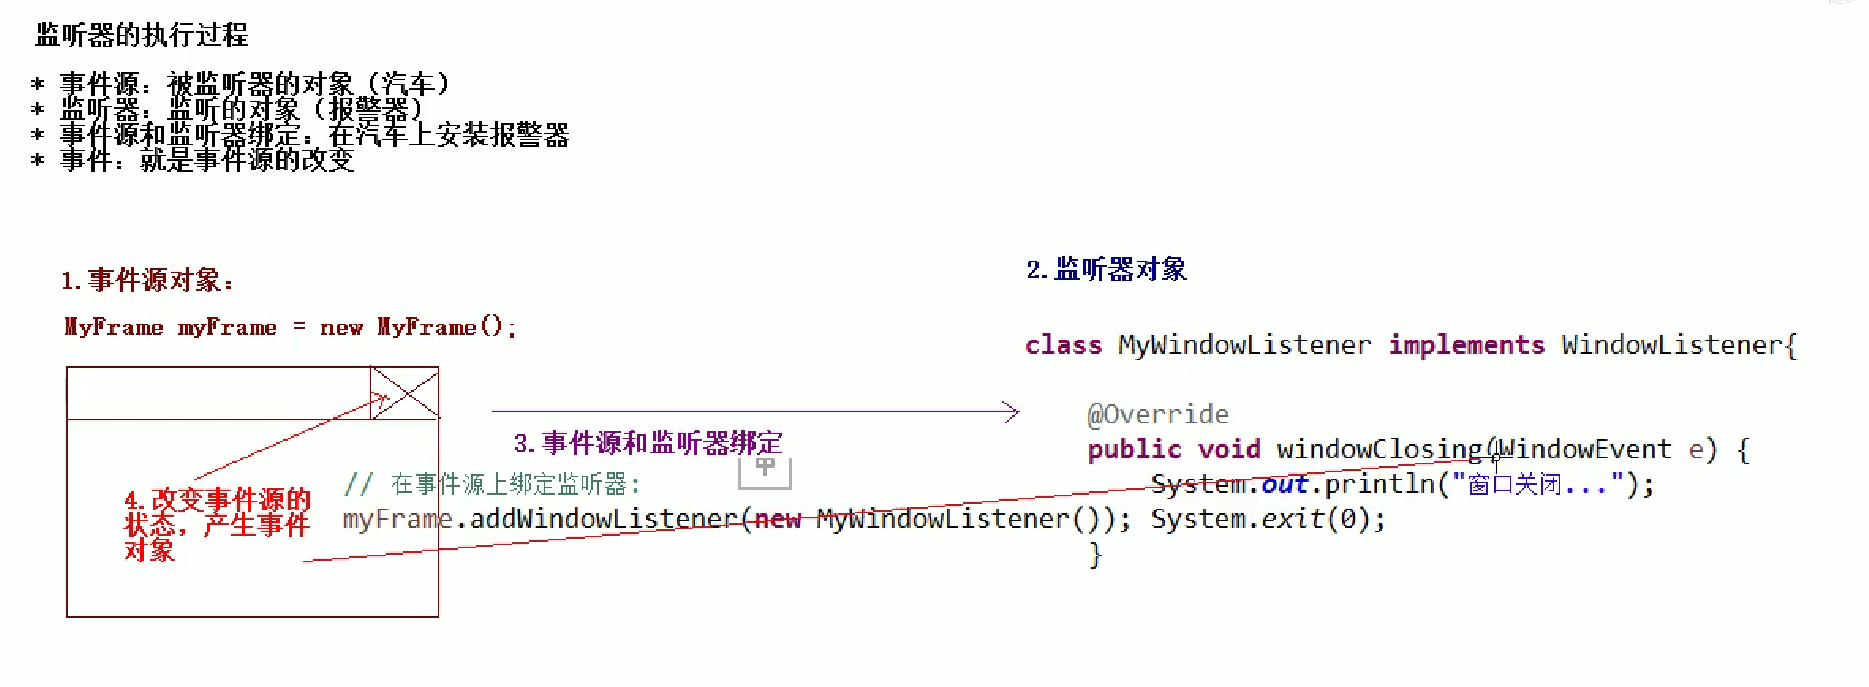 监听器的执行过程
* 事件源：被监听器的对象（汽车）
* 监听器：监听的对象（报警器）
* 事件源和监听器绑定：在汽车上安装报警器
* 事件：就是事件源的改变
1.事件源对象：
MyFrame myFrame = new MyFrame();
2.监听器对象
class MyWindowListener implements WindowListener{
@Override
public void windowClosing(WindowEvent e) {
System.out.println("窗口关闭...");
System.exit(0);
}
3.事件源和监听器绑定
// 在事件源上绑定监听器：
myFrame.addWindowListener(new MyWindowListener());
4.改变事件源的
状态，产生事件
对象